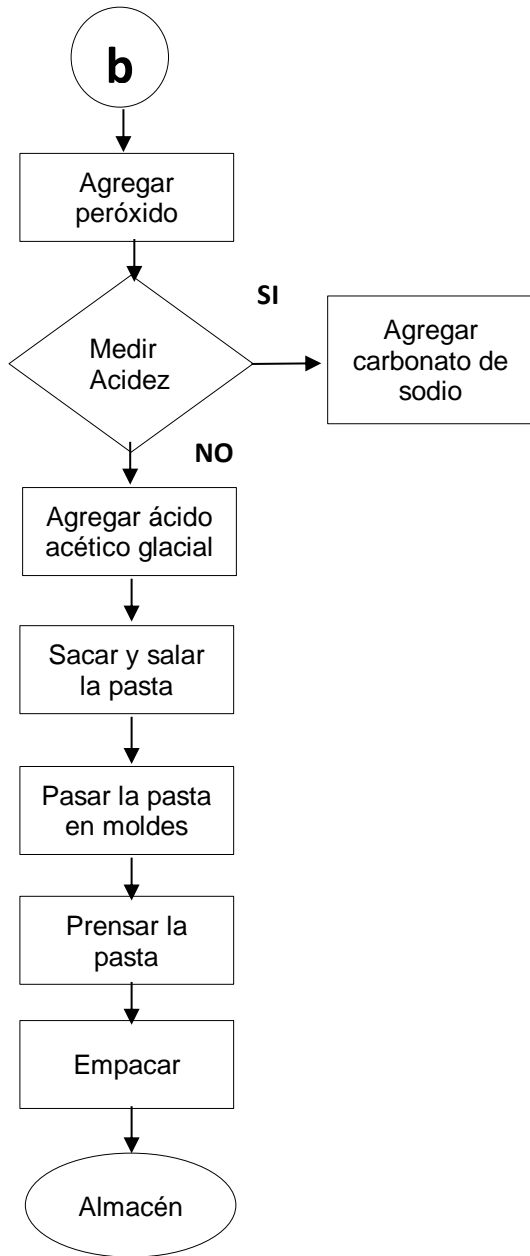 b
Agregar
peróxido
SI
Medir
Acidez
Agregar
carbonato de
sodio
NO
Agregar ácido
acético glacial
Sacar y salar
la pasta
Pasar la pasta
en moldes
Prensar la
pasta
Empacar
Almacén